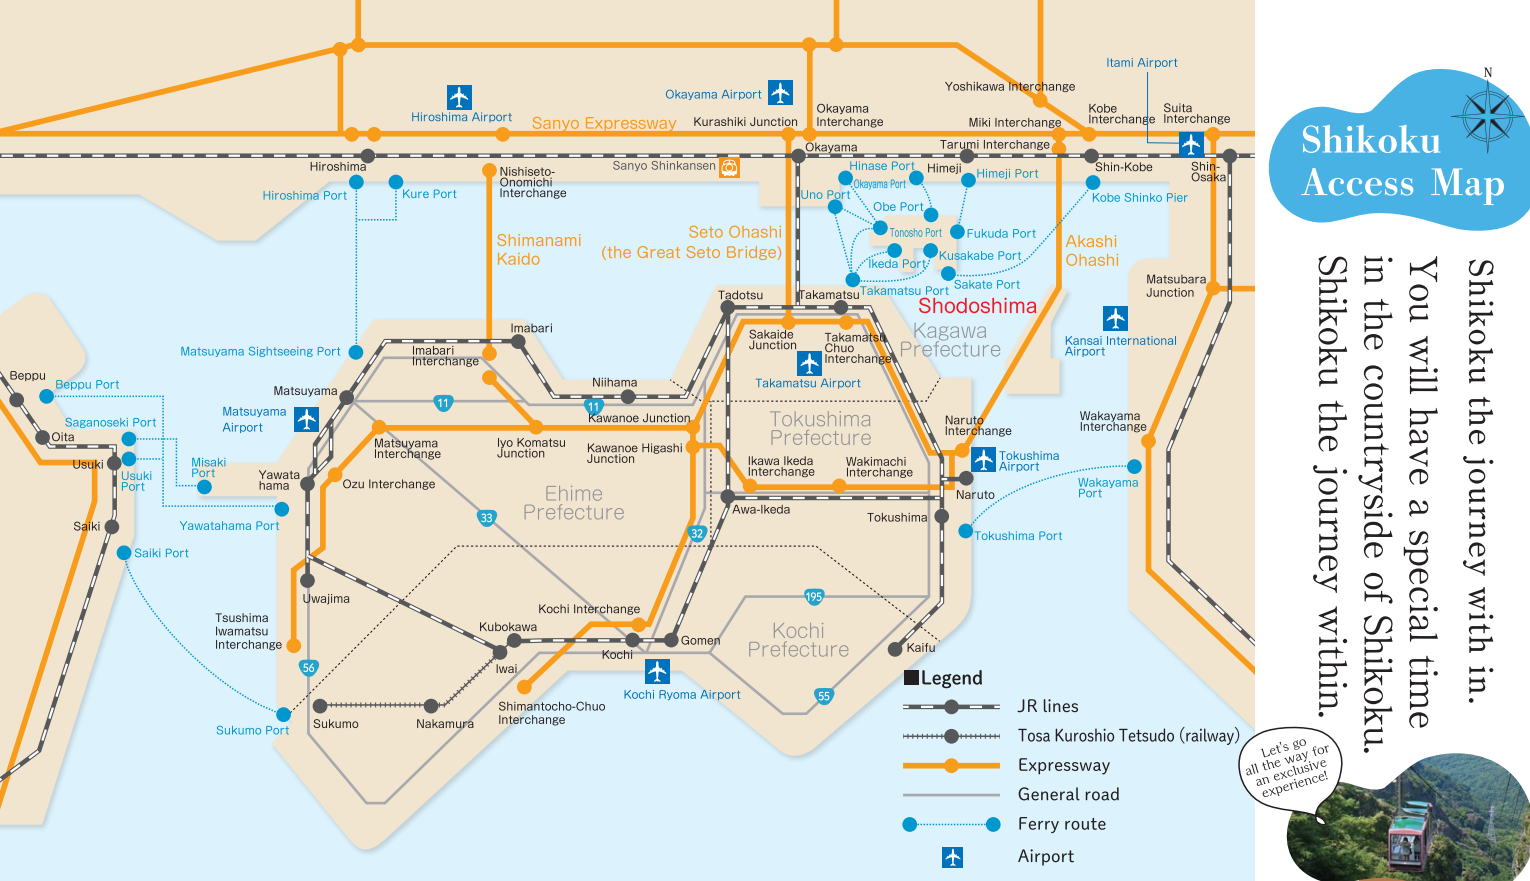 Itami Airport
Yoshikawa Interchange
Okayama Airport
Hiroshima Airport
Sanyo Expressway
Kurashiki Junction
Okayama
Interchange
Miki Interchange
Kobe
Interchange
Suita
Interchange
Hiroshima
Sanyo Shinkansen
Okayama
Tarumi Interchange
Himeji
Shin-Kobe
Shin-
Osaka
Nishiseto-
Onomichi
Interchange
Hiroshima Port
Kure Port
Hinase Port
Okayama Port
Uno Port
Himeji Port
Kobe Shinko Pier
Obe Port
Tonosho Port
Fukuda Port
Ikeda Port
Kusakabe Port
Sakate Port
Takamatsu Port
Shodoshima
Shimanami
Kaido
Seto Ohashi
(the Great Seto Bridge)
Akashi
Ohashi
Matsubara
Junction
Kansai International
Airport
Tadotsu
Takamatsu
Sakaide
Junction
Takamatsu
Chuo
Interchange
Kagawa
Prefecture
Takamatsu Airport
Imabari
Imabari
Interchange
Matsuyama Sightseeing Port
Niihama
Matsuyama
Matsuyama
Airport
11
11
Beppu
Beppu Port
Saganoseki Port
Oita
Usuki
Usuki
Port
Misaki
Port
Saiki
Saiki Port
Yawata
hama
Yawatahama Port
Ozu Interchange
Matsuyama
Interchange
Iyo Komatsu
Junction
Kawanoe Junction
Kawanoe Higashi
Junction
Tokushima
Prefecture
Ikawa Ikeda
Interchange
Wakimachi
Interchange
Naruto
Interchange
Tokushima
Airport
Naruto
Wakayama
Interchange
Wakayama
Port
Awa-Ikeda
Tokushima
Tokushima Port
Ehime
Prefecture
33
32
Uwajima
Tsushima
Iwamatsu
Interchange
56
Kochi Interchange
Kubokawa
Iwai
Kochi
Gomen
195
Kochi
Prefecture
55
Kaifu
Kochi Ryoma Airport
Sukumo
Sukumo Port
Nakamura
Shimantocho-Chuo
Interchange
Legend
JR lines
Tosa Kuroshio Tetsudo (railway)
Expressway
General road
Ferry route
Airport
N
Shikoku
Access Map
Shikoku the journey with in.
You will have a special time
in the countryside of Shikoku.
Shikoku the journey within.
Let's go
all the way for
an exclusive
experience!